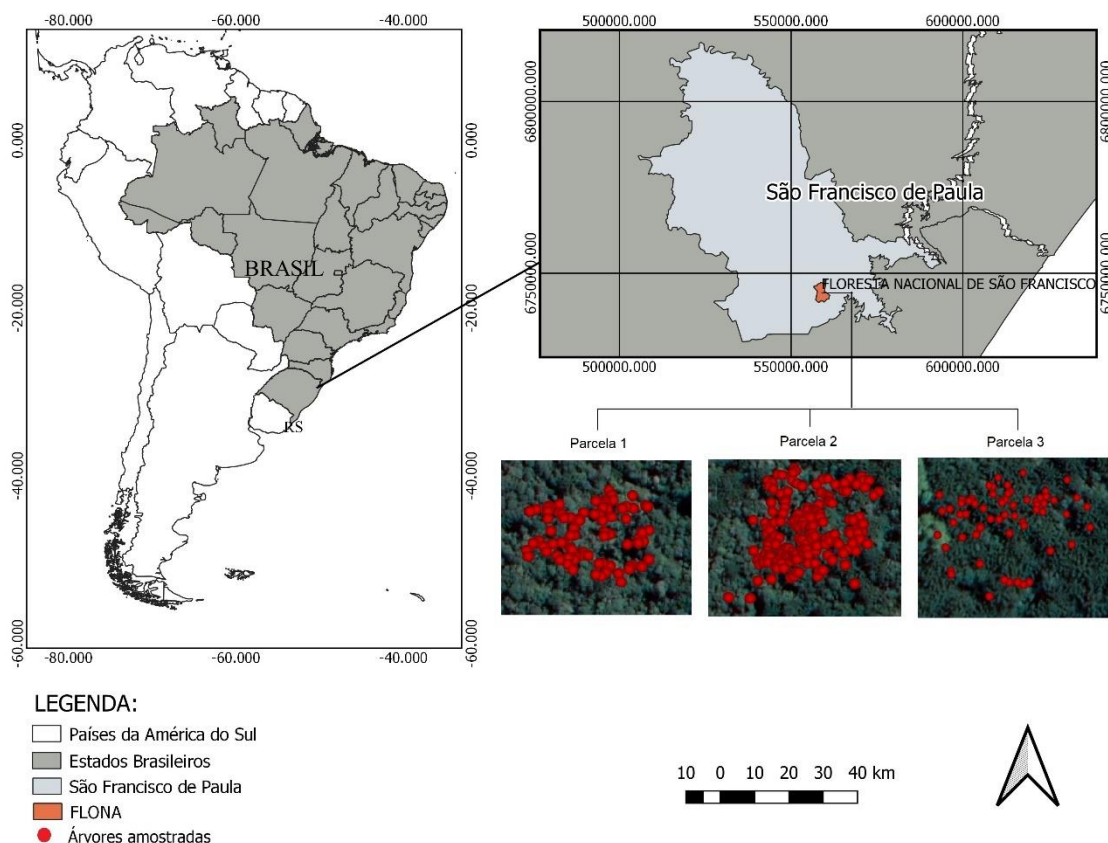 -80.000 -60.000 -40.000
0.000
-20.000
-40.000
-60.000
0.000
-20.000
-40.000
-60.000
BRASIL
RS
-80.000 -60.000 -40.000
500000.000 550000.000 600000.000
6800000.000
6750000.000
6800000.000
6750000.000
São Francisco de Paula
FLORESTA NACIONAL DE SÃO FRANCISCO
500000.000 550000.000 600000.000
Parcela 1 Parcela 2 Parcela 3
LEGENDA:
Países da América do Sul
Estados Brasileiros
São Francisco de Paula
FLONA
Árvores amostradas
10 0 10 20 30 40 km